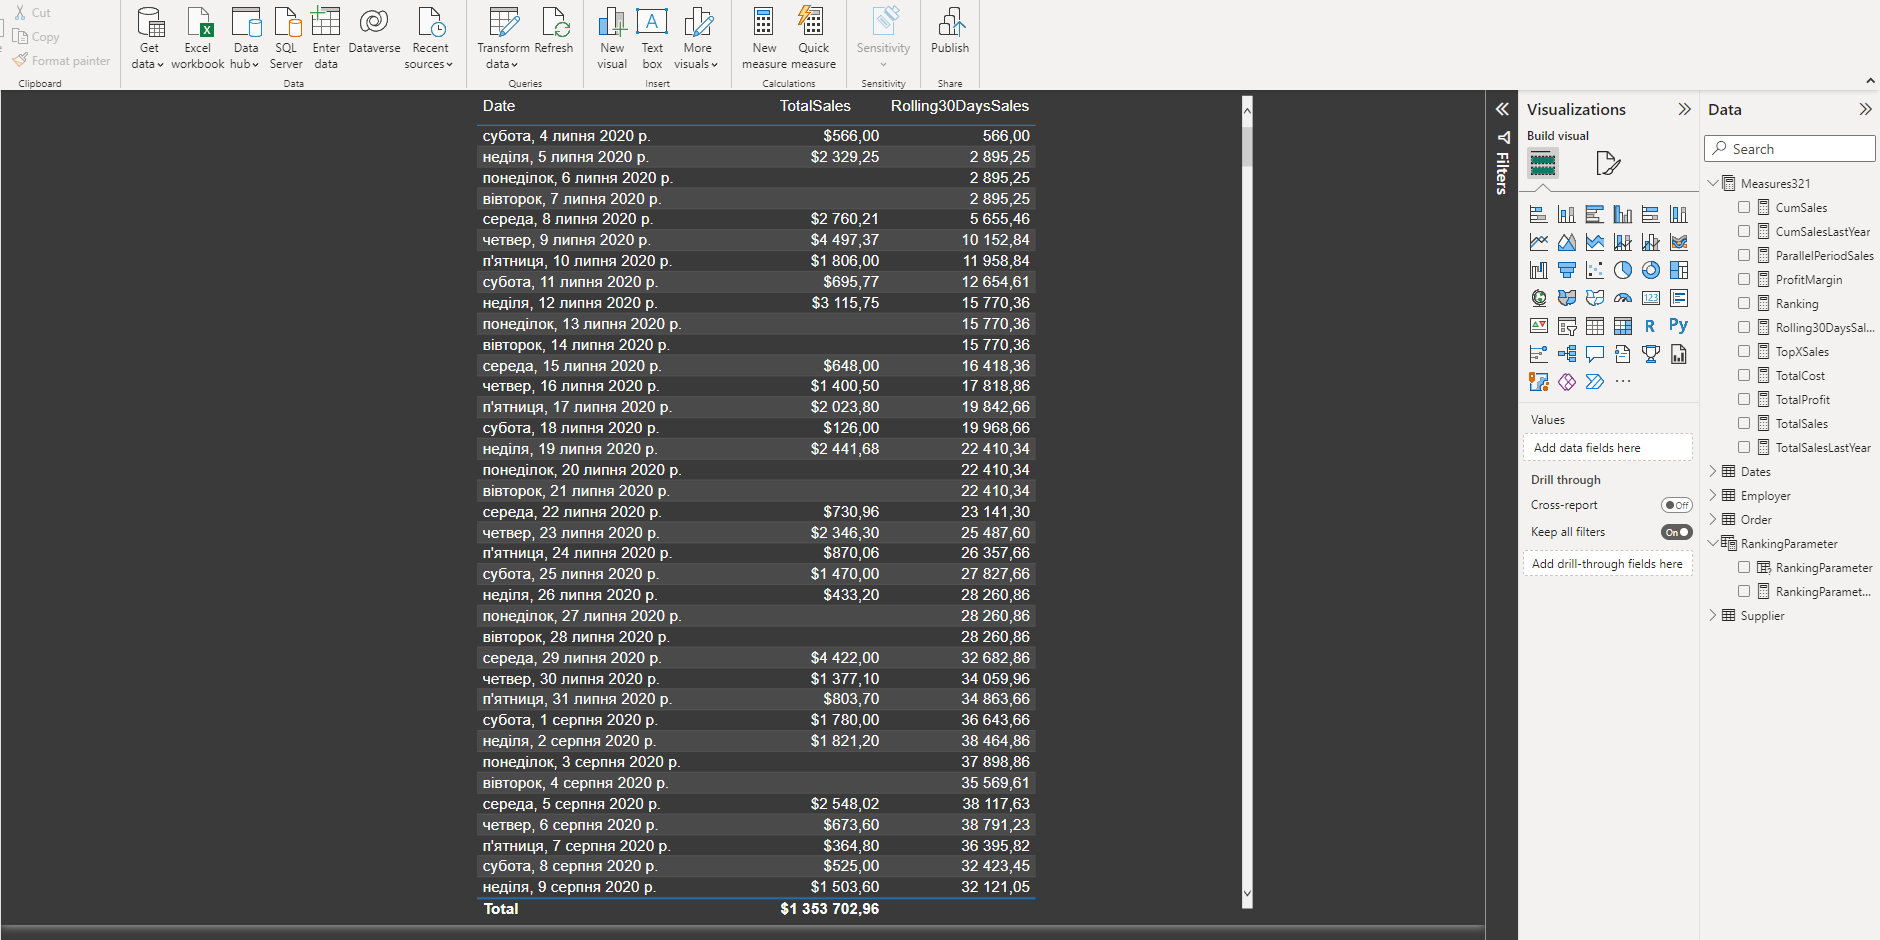 Cut
Copy
Format painter
Clipboard
Get data
Excel workbook
Data hub
SQL Server
Enter data
Dataverse
Recent sources
Data
Transform data
Refresh
Queries
New visual
Text box
More visuals
Insert
New measure
Quick measure
Calculations
Sensitivity
Sensitivity
Publish
Share
Date TotalSales Rolling30DaysSales
субота, 4 липня 2020 р. $566,00 566,00
неділя, 5 липня 2020 р. $2 329,25 2 895,25
понеділок, 6 липня 2020 р. 2 895,25
вівторок, 7 липня 2020 р. 2 895,25
середа, 8 липня 2020 р. $2 760,21 5 655,46
четвер, 9 липня 2020 р. $4 497,37 10 152,84
п'ятниця, 10 липня 2020 р. $1 806,00 11 958,84
субота, 11 липня 2020 р. $695,77 12 654,61
неділя, 12 липня 2020 р. $3 115,75 15 770,36
понеділок, 13 липня 2020 р. 15 770,36
вівторок, 14 липня 2020 р. 15 770,36
середа, 15 липня 2020 р. $648,00 16 418,36
четвер, 16 липня 2020 р. $1 400,50 17 818,86
п'ятниця, 17 липня 2020 р. $2 023,80 19 842,66
субота, 18 липня 2020 р. $126,00 19 968,66
неділя, 19 липня 2020 р. $2 441,68 22 410,34
понеділок, 20 липня 2020 р. 22 410,34
вівторок, 21 липня 2020 р. 22 410,34
середа, 22 липня 2020 р. $730,96 23 141,30
четвер, 23 липня 2020 р. $2 346,30 25 487,60
п'ятниця, 24 липня 2020 р. $870,06 26 357,66
субота, 25 липня 2020 р. $1 470,00 27 827,66
неділя, 26 липня 2020 р. $433,20 28 260,86
понеділок, 27 липня 2020 р. 28 260,86
вівторок, 28 липня 2020 р. 28 260,86
середа, 29 липня 2020 р. $4 422,00 32 682,86
четвер, 30 липня 2020 р. $1 377,10 34 059,96
п'ятниця, 31 липня 2020 р. $803,70 34 863,66
субота, 1 серпня 2020 р. $1 780,00 36 643,66
неділя, 2 серпня 2020 р. $1 821,20 38 464,86
понеділок, 3 серпня 2020 р. 37 898,86
вівторок, 4 серпня 2020 р. 35 569,61
середа, 5 серпня 2020 р. $2 548,02 38 117,63
четвер, 6 серпня 2020 р. $673,60 38 791,23
п'ятниця, 7 серпня 2020 р. $364,80 36 395,82
субота, 8 серпня 2020 р. $525,00 32 423,45
неділя, 9 серпня 2020 р. $1 503,60 32 121,05
Total $1 353 702,96
Filters
Visualizations
Build visual
123
R
Py
Values
Add data fields here
Drill through
Cross-report Off
Keep all filters On
Add drill-through fields here
Data
Search
Measures321
CumSales
CumSalesLastYear
ParallelPeriodSales
ProfitMargin
Ranking
Rolling30DaysSal...
TopXSales
TotalCost
TotalProfit
TotalSales
TotalSalesLastYear
Dates
Employer
Order
RankingParameter
RankingParameter
RankingParamet...
Supplier